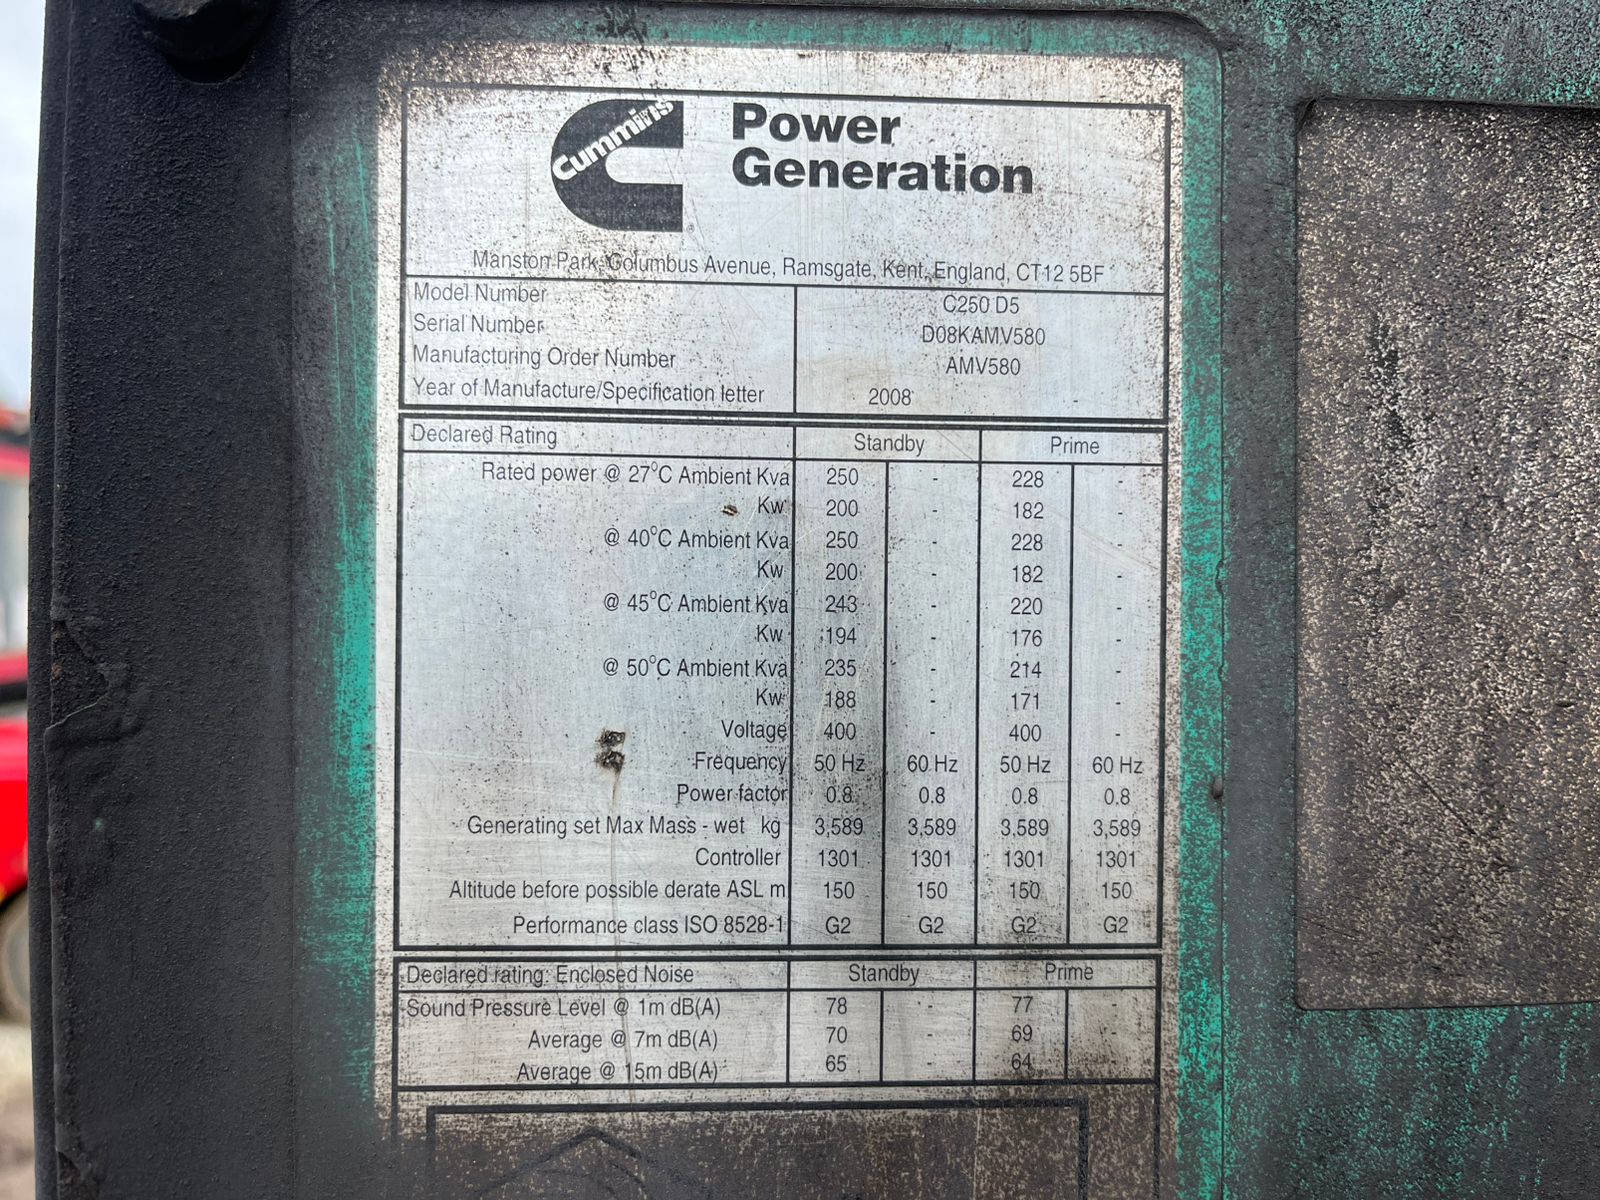 Cummins
Power
Generation
Manston Park, Columbus Avenue, Ramsgate, Kent, England, CT12 5BF
Model Number C250 D5
Serial Number D08KAMV580
Manufacturing Order Number AMV580
Year of Manufacture/Specification letter 2008 -
Declared Rating Standby Prime
Rated power @ 27°C Ambient Kva 250 - 228 -
Kw 200 - 182 -
@ 40°C Ambient Kva 250 - 228 -
Kw 200 - 182 -
@ 45°C Ambient Kva 243 - 220 -
Kw 194 - 176 -
@ 50°C Ambient Kva 235 - 214 -
Kw 188 - 171 -
Voltage 400 - 400 -
Frequency 50 Hz 60 Hz 50 Hz 60 Hz
Power factor 0.8 0.8 0.8 0.8
Generating set Max Mass - wet kg 3,589 3,589 3,589 3,589
Controller 1301 1301 1301 1301
Altitude before possible derate ASL m 150 150 150 150
Performance class ISO 8528-1 G2 G2 G2 G2
Declared rating: Enclosed Noise Standby Prime
Sound Pressure Level @ 1m dB(A) 78 - 77 -
Average @ 7m dB(A) 70 - 69 -
Average @ 15m dB(A) 65 - 64 -